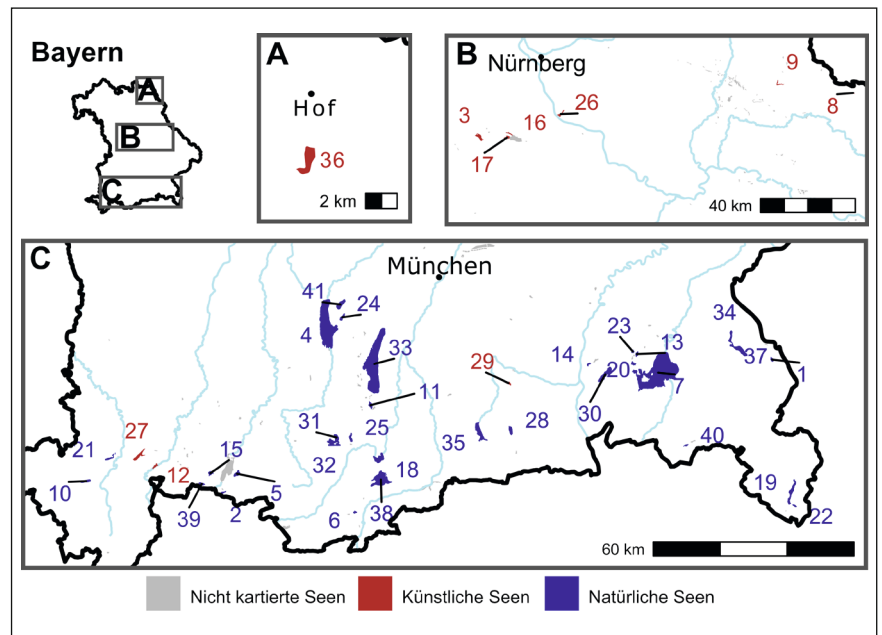 Bayern
A
B
C
A
Hof
36
2 km
B
Nürnberg
9
8
3
16
26
17
40 km
C
München
41
24
4
33
34
23
13
14
37
1
29
20
7
11
30
31
25
35
28
27
32
40
21
15
18
10
12
5
19
39
2
6
38
22
60 km
Nicht kartierte Seen
Künstliche Seen
Natürliche Seen